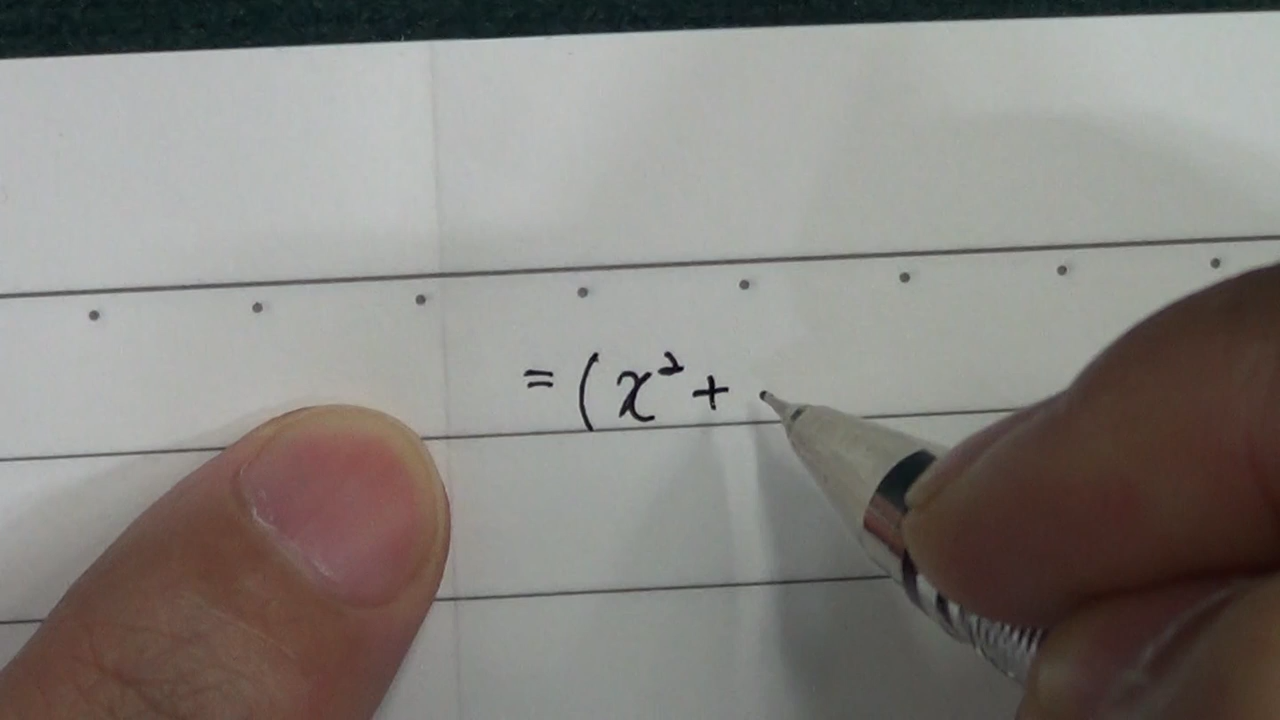 = (x² +